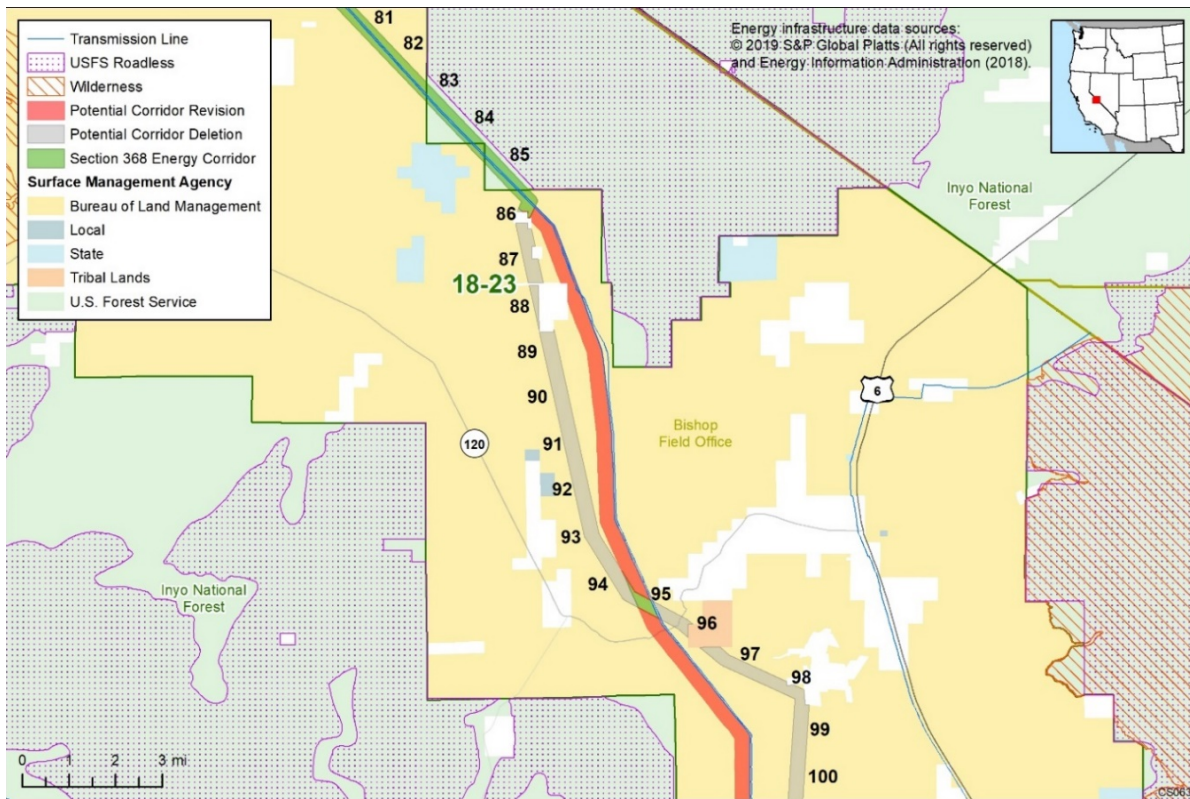 Transmission Line
USFS Roadless
Wilderness
Potential Corridor Revision
Potential Corridor Deletion
Section 368 Energy Corridor
Surface Management Agency
Bureau of Land Management
Local
State
Tribal Lands
U.S. Forest Service
Energy infrastructure data sources:
© 2019 S&P Global Platts (All rights reserved)
and Energy Information Administration (2018).
81
82
83
84
85
86
87
18-23
88
89
90
91
92
93
94
95
96
97
98
99
100
Inyo National
Forest
6
Bishop
Field Office
120
Inyo National
Forest
0 1 2 3 mi
CS063